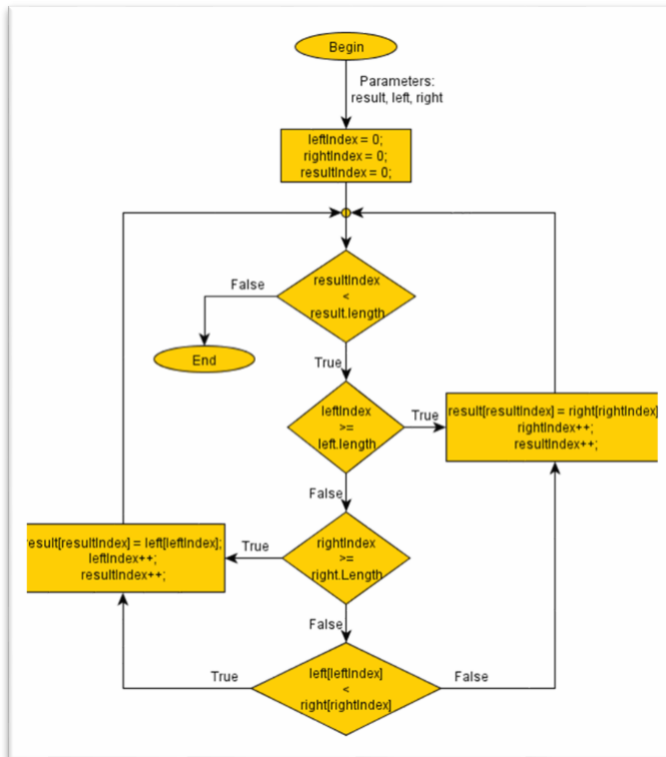 Begin
Parameters:
result, left, right
leftIndex = 0;
rightIndex = 0;
resultIndex = 0;
False
resultIndex
<
result.length
End
True
leftIndex
>=
left.length
True
result[resultIndex] = right[rightIndex]
rightIndex++;
resultIndex++;
False
rightIndex
>=
right.Length
True
result[resultIndex] = left[leftIndex];
leftIndex++;
resultIndex++;
False
True
left[leftIndex]
<
right[rightIndex]
False